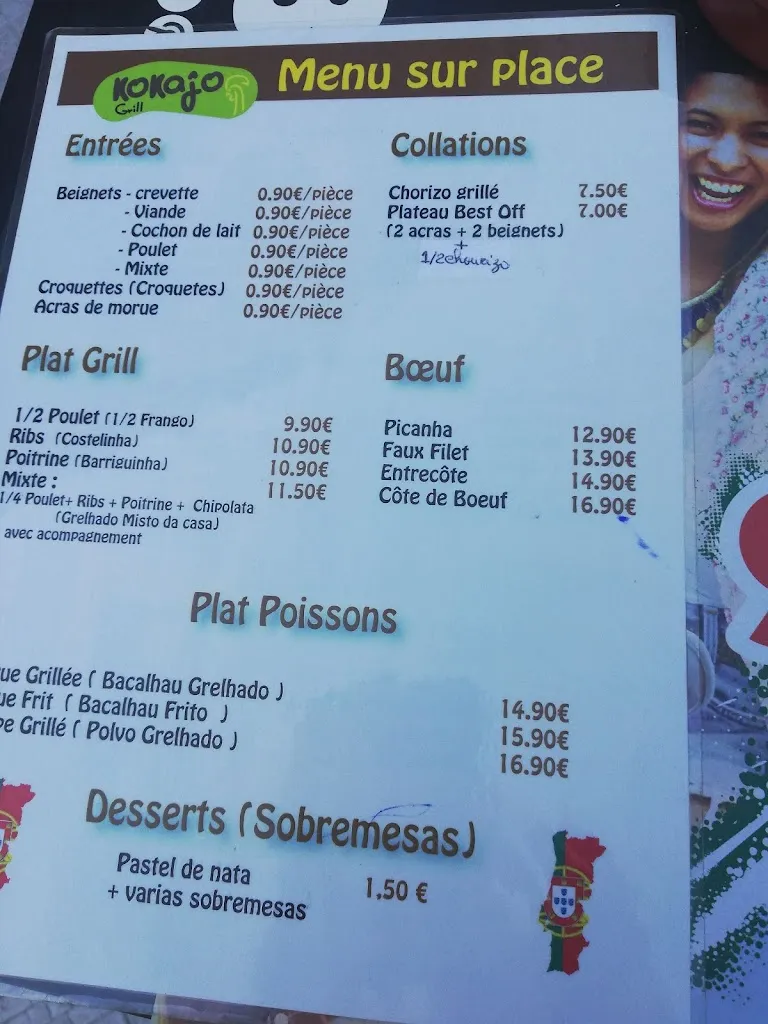 KOKAJO
Grill
Menu sur place
Entrées
Beignets - crevette 0.90€/pièce
- Viande 0.90€/pièce
- Cochon de lait 0.90€/pièce
- Poulet 0.90€/pièce
- Mixte 0.90€/pièce
Croquettes (Croquetes) 0.90€/pièce
Acras de morue 0.90€/pièce
Collations
Chorizo grillé 7.50€
Plateau Best Off 7.00€
(2 acras + 2 beignets)
+
Plat Grill
1/2 Poulet (1/2 Frango) 9.90€
Ribs (Costelinha) 10.90€
Poitrine (Barriguinha) 10.90€
Mixte : 11.50€
1/4 Poulet+ Ribs + Poitrine + Chipolata
(Grelhado Misto da casa)
avec acompagnement
Bœuf
Picanha 12.90€
Faux Filet 13.90€
Entrecôte 14.90€
Côte de Boeuf 16.90€
Plat Poissons
ue Grillée ( Bacalhau Grelhado ) 14.90€
ue Frit ( Bacalhau Frito ) 15.90€
pe Grillé ( Polvo Grelhado ) 16.90€
Desserts (Sobremesas)
Pastel de nata 1,50 €
+ varias sobremesas